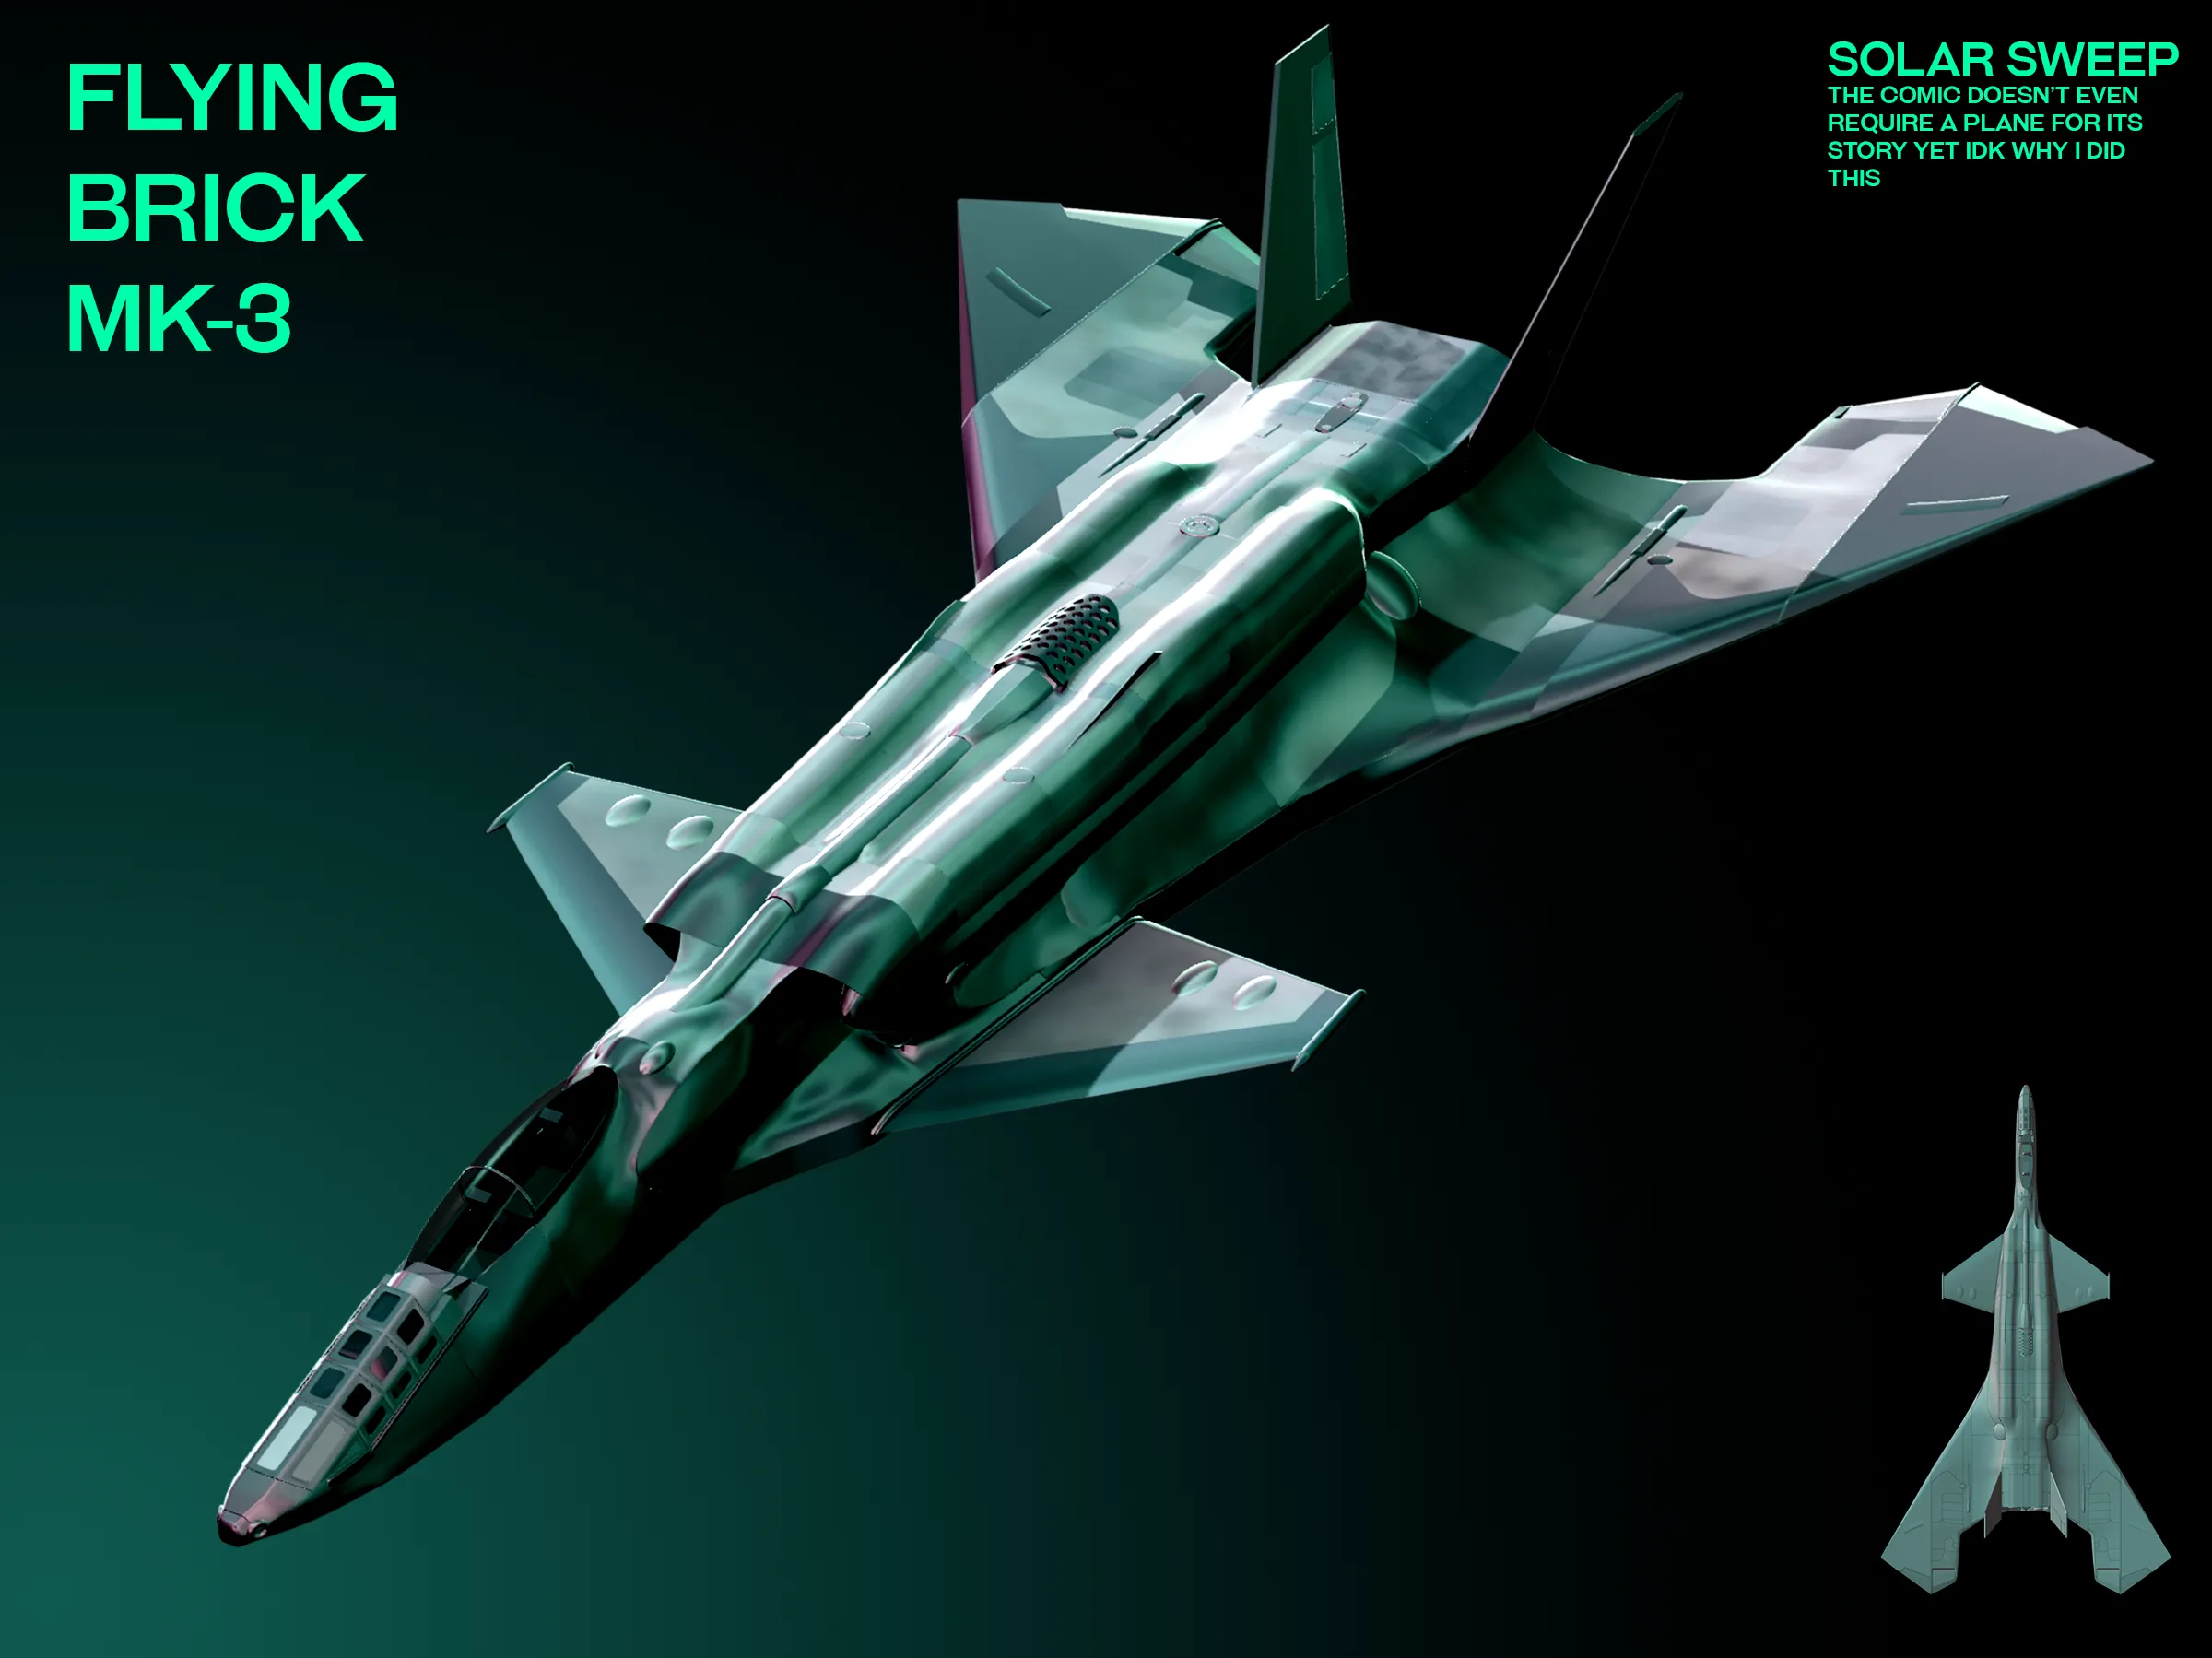 FLYING
BRICK
MK-3
SOLAR SWEEP
THE COMIC DOESN'T EVEN
REQUIRE A PLANE FOR ITS
STORY YET IDK WHY I DID
THIS